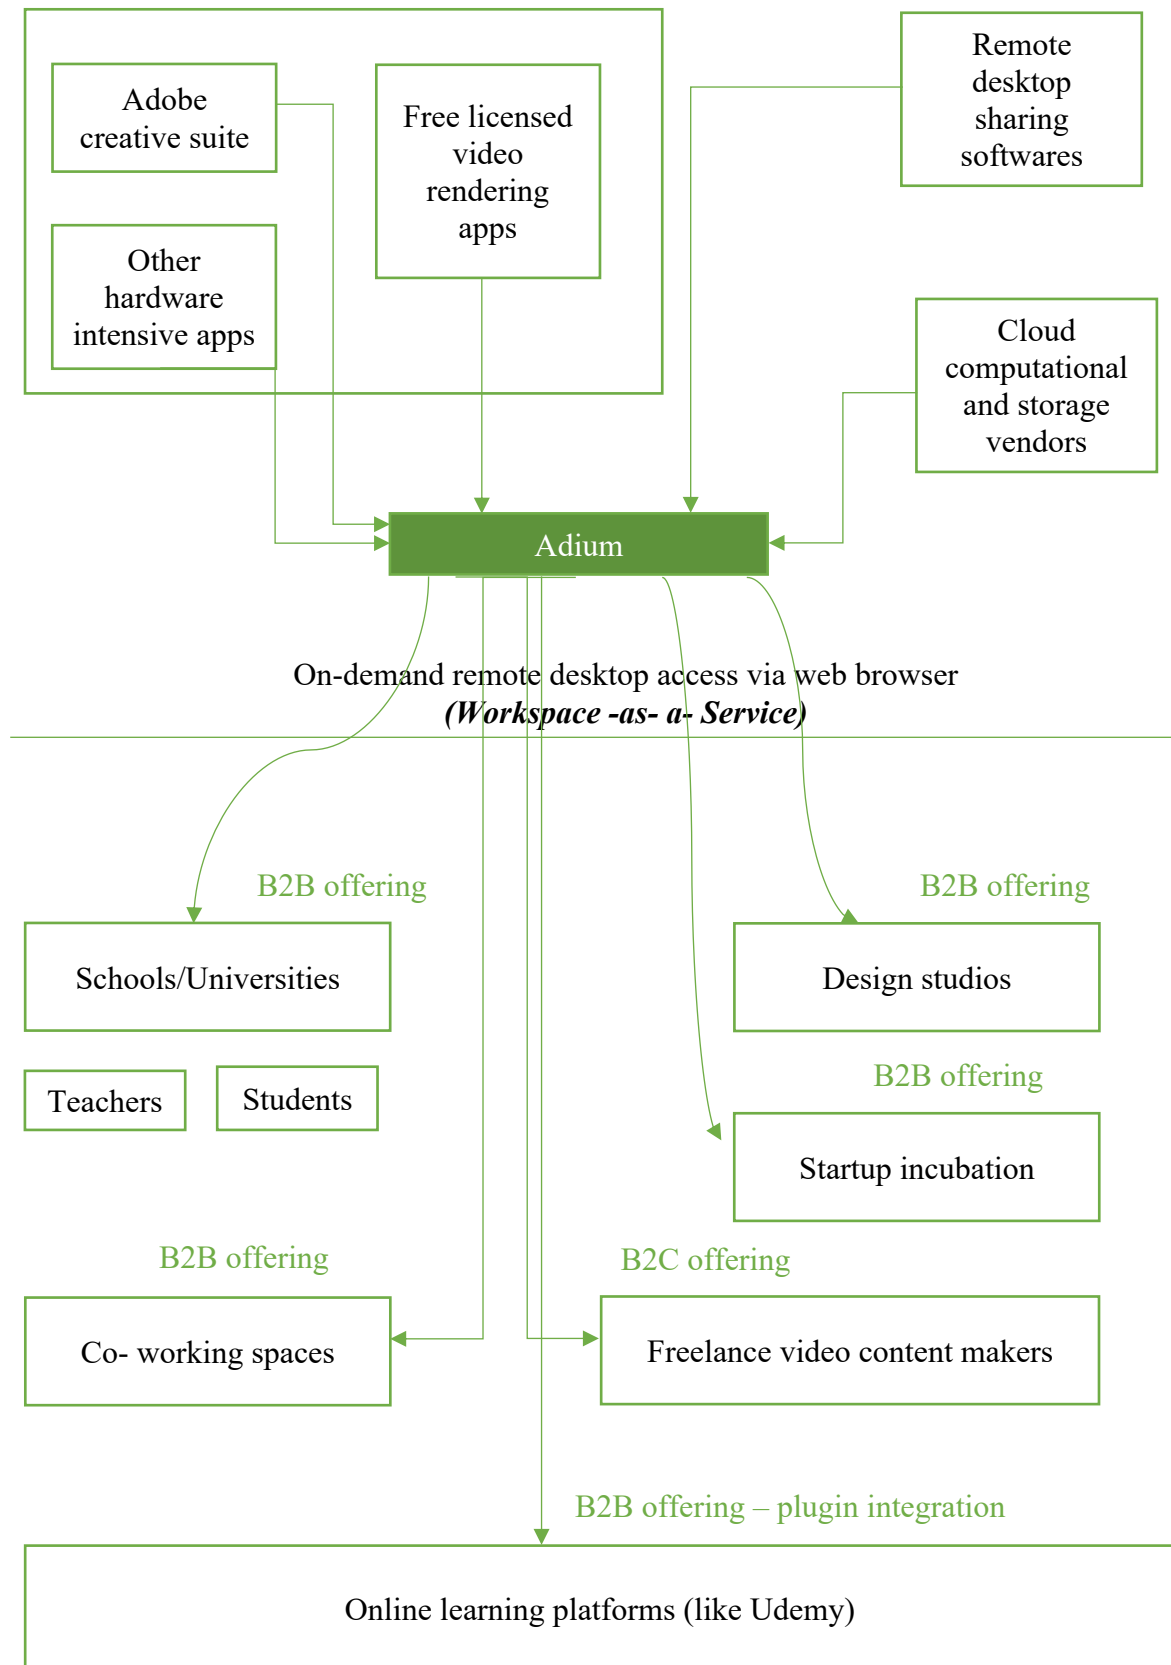 Adobe
creative suite
Free licensed
video
rendering
apps
Remote
desktop
sharing
softwares
Other
hardware
intensive apps
Cloud
computational
and storage
vendors
Adium
On-demand remote desktop access via web browser
(Workspace -as- a- Service)
B2B offering
B2B offering
Schools/Universities
Design studios
Teachers
Students
B2B offering
Startup incubation
B2B offering
B2C offering
Co- working spaces
Freelance video content makers
B2B offering – plugin integration
Online learning platforms (like Udemy)